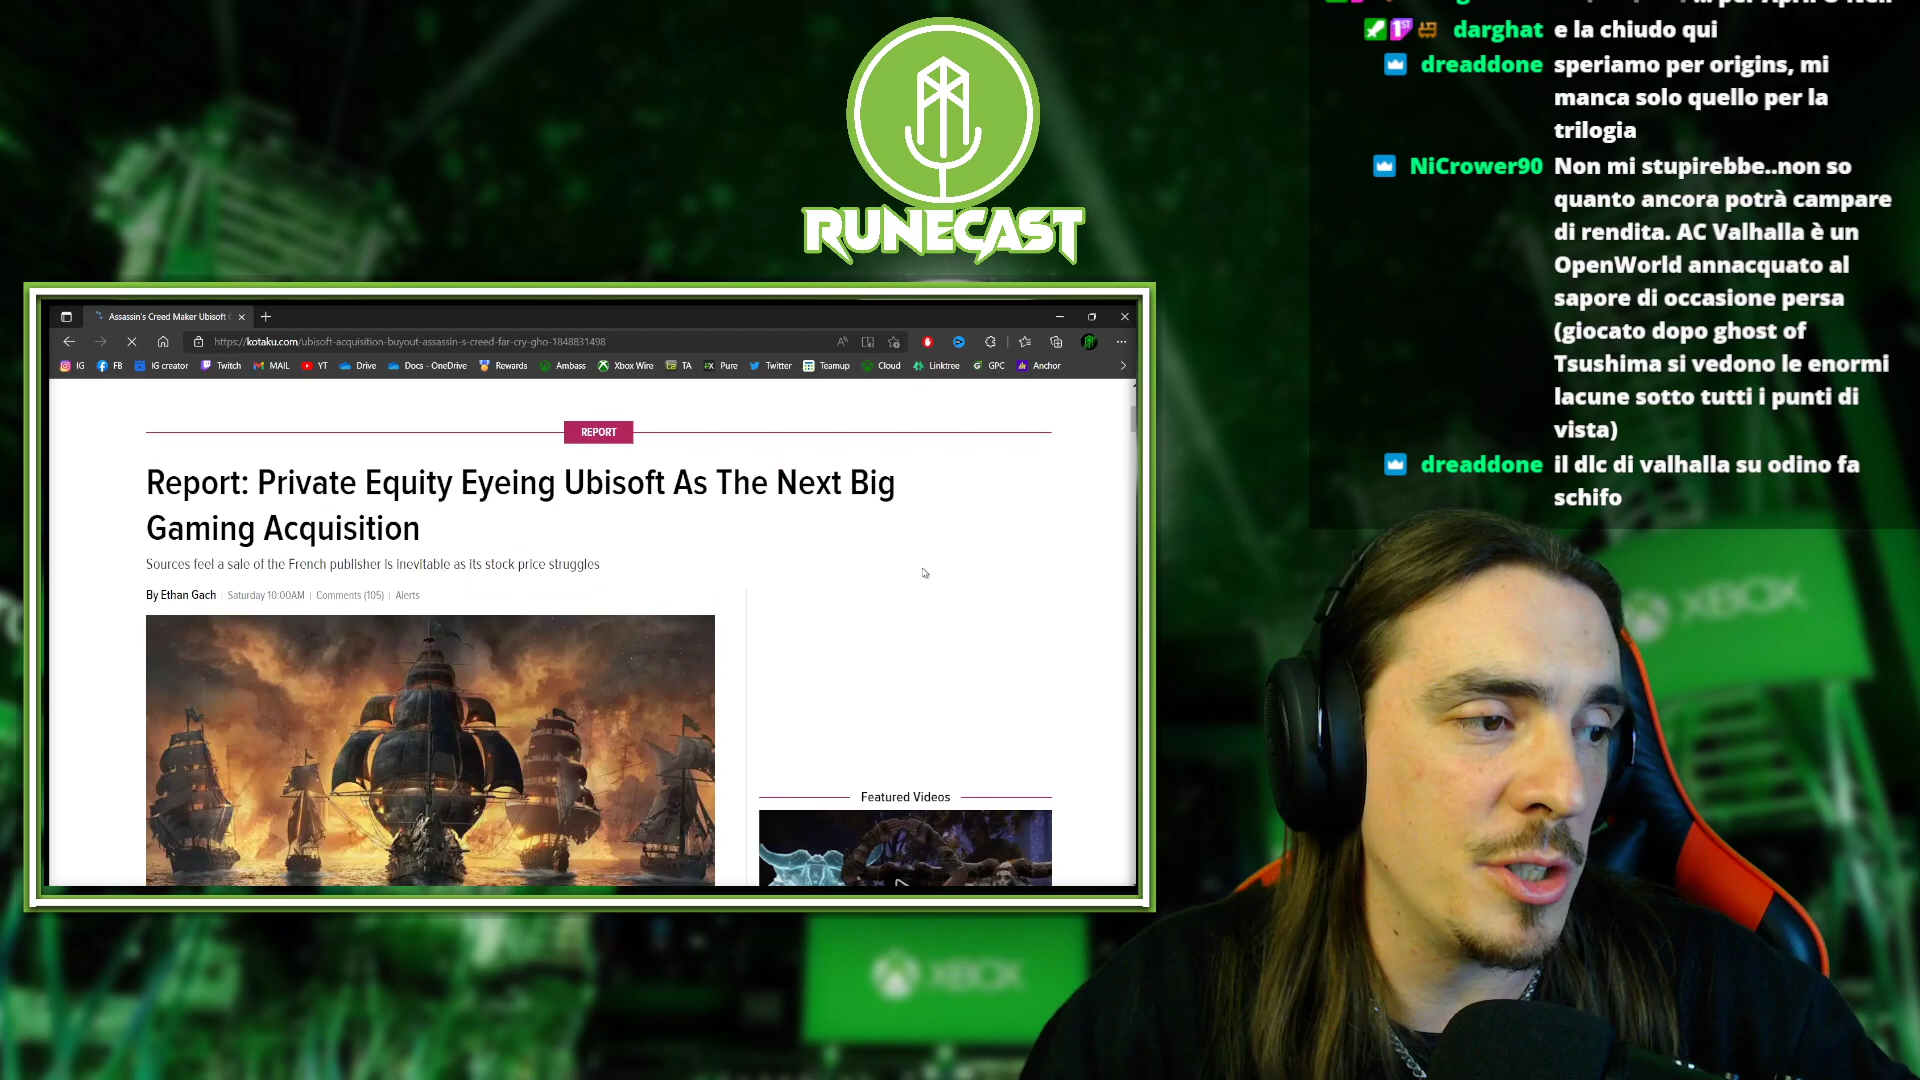 darghat e la chiudo qui
dreaddone speriamo per origins, mi
manca solo quello per la
trilogia
NiCrower90 Non mi stupirebbe..non so
quanto ancora potrà campare
di rendita. AC Valhalla è un
OpenWorld annacquato al
sapore di occasione persa
(giocato dopo ghost of
Tsushima si vedono le enormi
lacune sotto tutti i punti di
vista)
dreaddone il dlc di valhalla su odino fa
schifo
RUNECAST
Assassin's Creed Maker Ubisoft
https://kotaku.com/ubisoft-acquisition-buyout-assassin-s-creed-far-cry-gho-1848831498
IG FB IG creator Twitch MAIL YT Drive Docs - OneDrive Rewards Ambass Xbox Wire TA Pure Twitter Teamup Cloud Linktree GPC Anchor
REPORT
Report: Private Equity Eyeing Ubisoft As The Next Big
Gaming Acquisition
Sources feel a sale of the French publisher is inevitable as its stock price struggles
By Ethan Gach | Saturday 10:00AM | Comments (105) | Alerts
Featured Videos
XBOX
XBOX